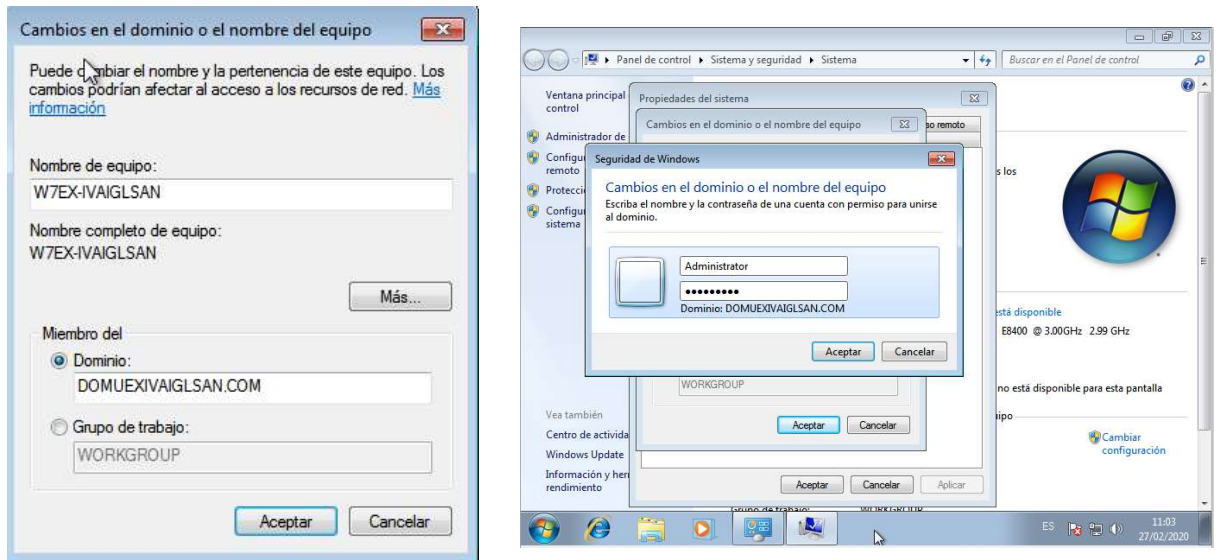 Cambios en el dominio o el nombre del equipo
Puede cambiar el nombre y la pertenencia de este equipo. Los
cambios podrían afectar al acceso a los recursos de red. Más
información
Nombre de equipo:
W7EX-IVAIGLSAN
Nombre completo de equipo:
W7EX-IVAIGLSAN
Más...
Miembro del
Dominio:
DOMUEXIVAIGLSAN.COM
Grupo de trabajo:
WORKGROUP
Aceptar Cancelar
Panel de control Sistema y seguridad Sistema Buscar en el Panel de control
Ventana principal
control
Administrador de
Configu
remoto
Protecci
Configu
sistema
Propiedades del sistema
Cambios en el dominio o el nombre del equipo
so remoto
Seguridad de Windows
Cambios en el dominio o el nombre del equipo
Escriba el nombre y la contraseña de una cuenta con permiso para unirse
al dominio.
Administrator
•••••••••
Dominio: DOMUEXIVAIGLSAN.COM
Aceptar Cancelar
s los
está disponible
E8400 @ 3.00GHz 2.99 GHz
no está disponible para esta pantalla
uipo
Cambiar
configuración
WORKGROUP
Aceptar Cancelar
Vea también
Centro de activida
Windows Update
Información y herr
rendimiento
Aceptar Cancelar Aplicar
Grupo de trabajo: WORKGROUP
ES 11:03
27/02/2020